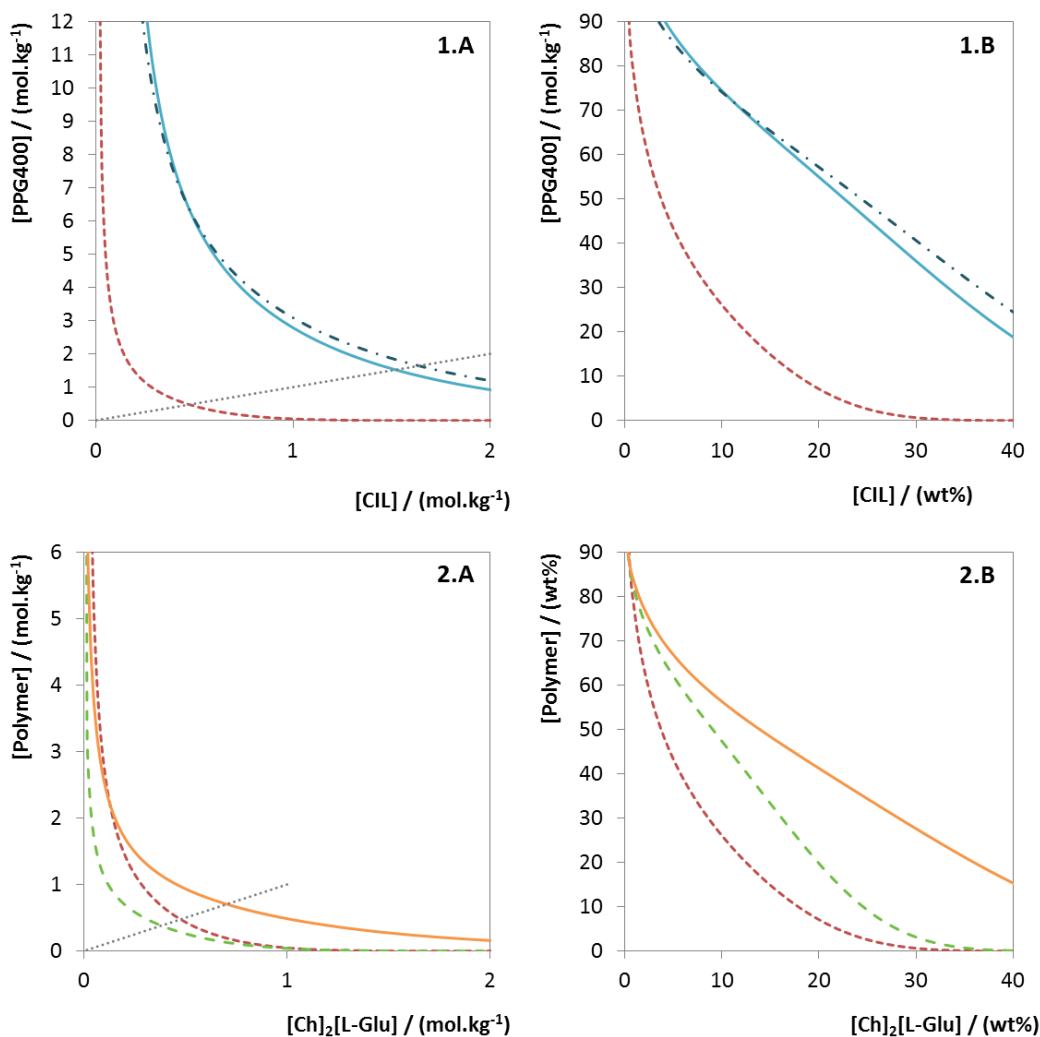 1.A
[PPG400] / (mol.kg-1)
12
11
10
9
8
7
6
5
4
3
2
1
0
0 1 2
[CIL] / (mol.kg-1)
1.B
[PPG400] / (mol.kg-1)
90
80
70
60
50
40
30
20
10
0
0 10 20 30 40
[CIL] / (wt%)
2.A
[Polymer] / (mol.kg-1)
6
5
4
3
2
1
0
0 1 2
[Ch]2[L-Glu] / (mol.kg-1)
2.B
[Polymer] / (wt%)
90
80
70
60
50
40
30
20
10
0
0 10 20 30 40
[Ch]2[L-Glu] / (wt%)